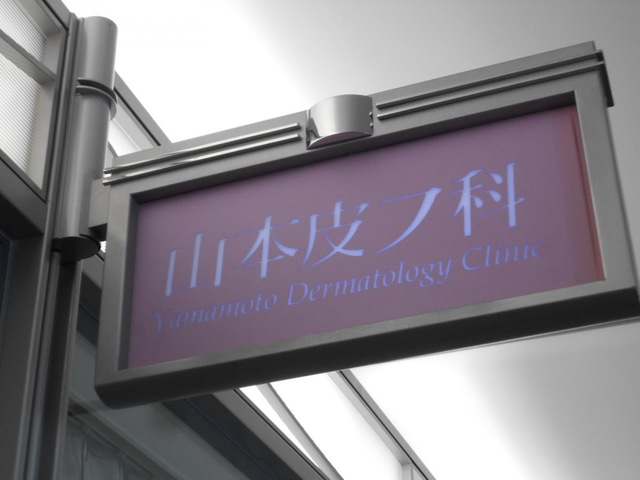 山本皮フ科
Yamamoto Dermatology Clinic